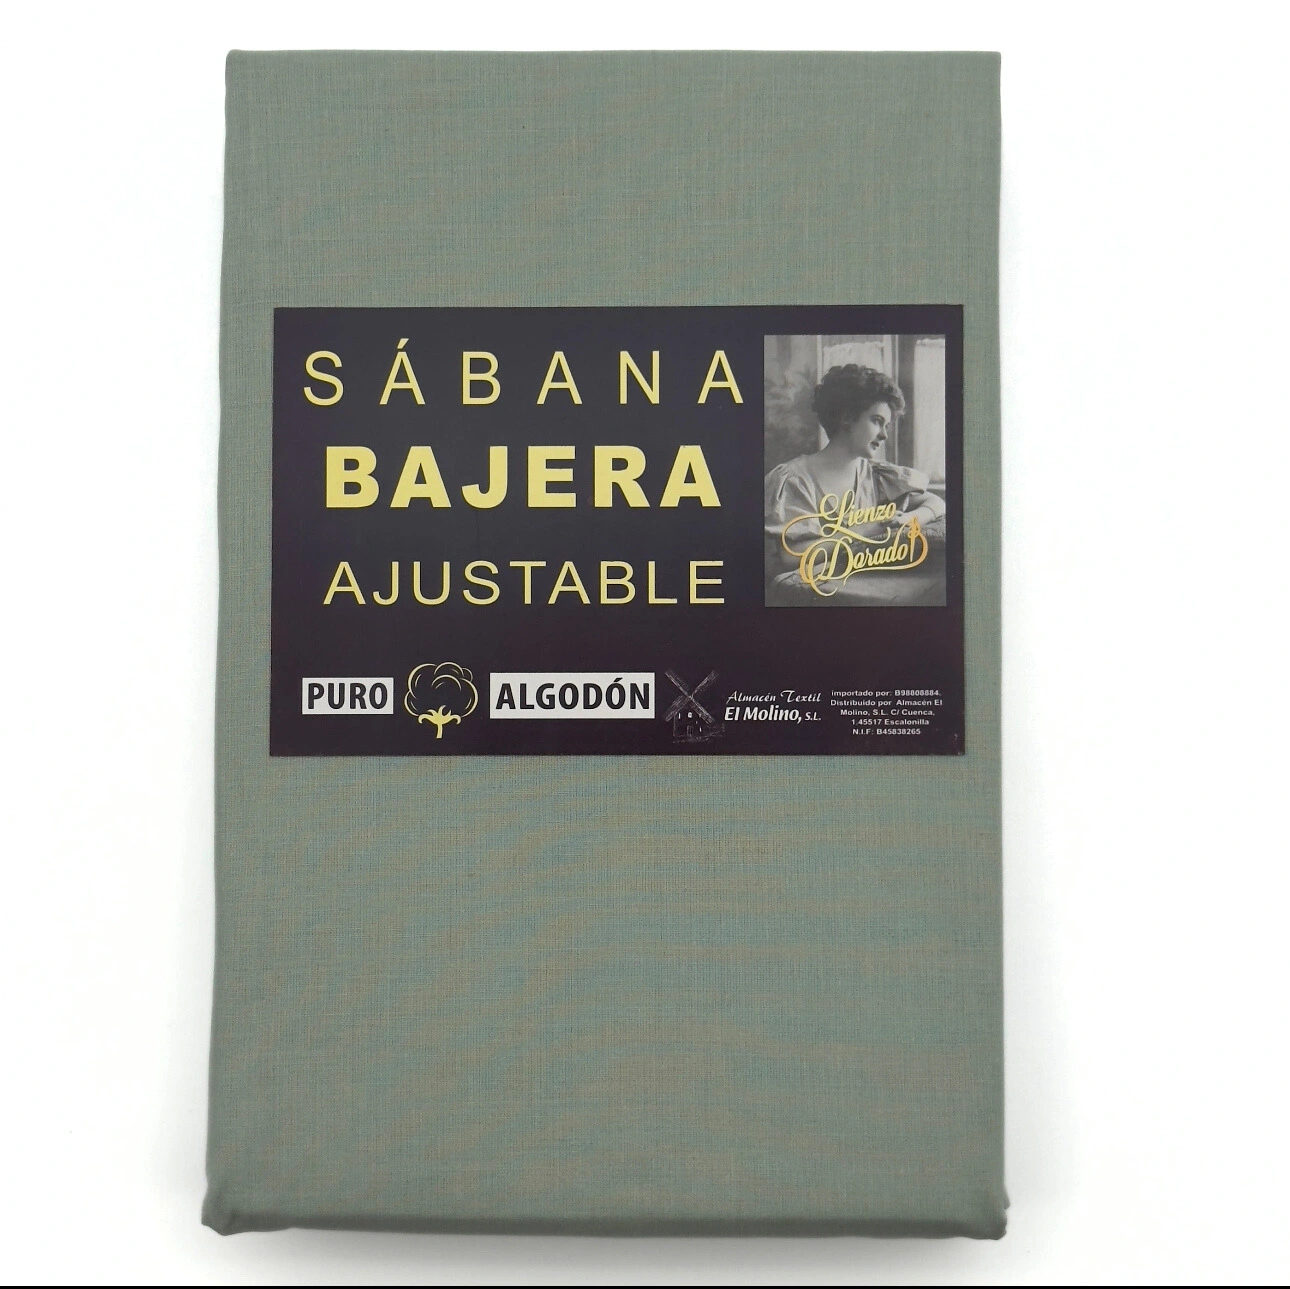 SÁBANA
BAJERA
AJUSTABLE
Lienzo
Dorado
PURO ALGODÓN
Almacén Textil
El Molino, S.L.
importado por: B98808884.
Distribuido por Almacén El
Molino, S.L. C/ Cuenca,
1.45517 Escalonilla
N.I.F: B45838265